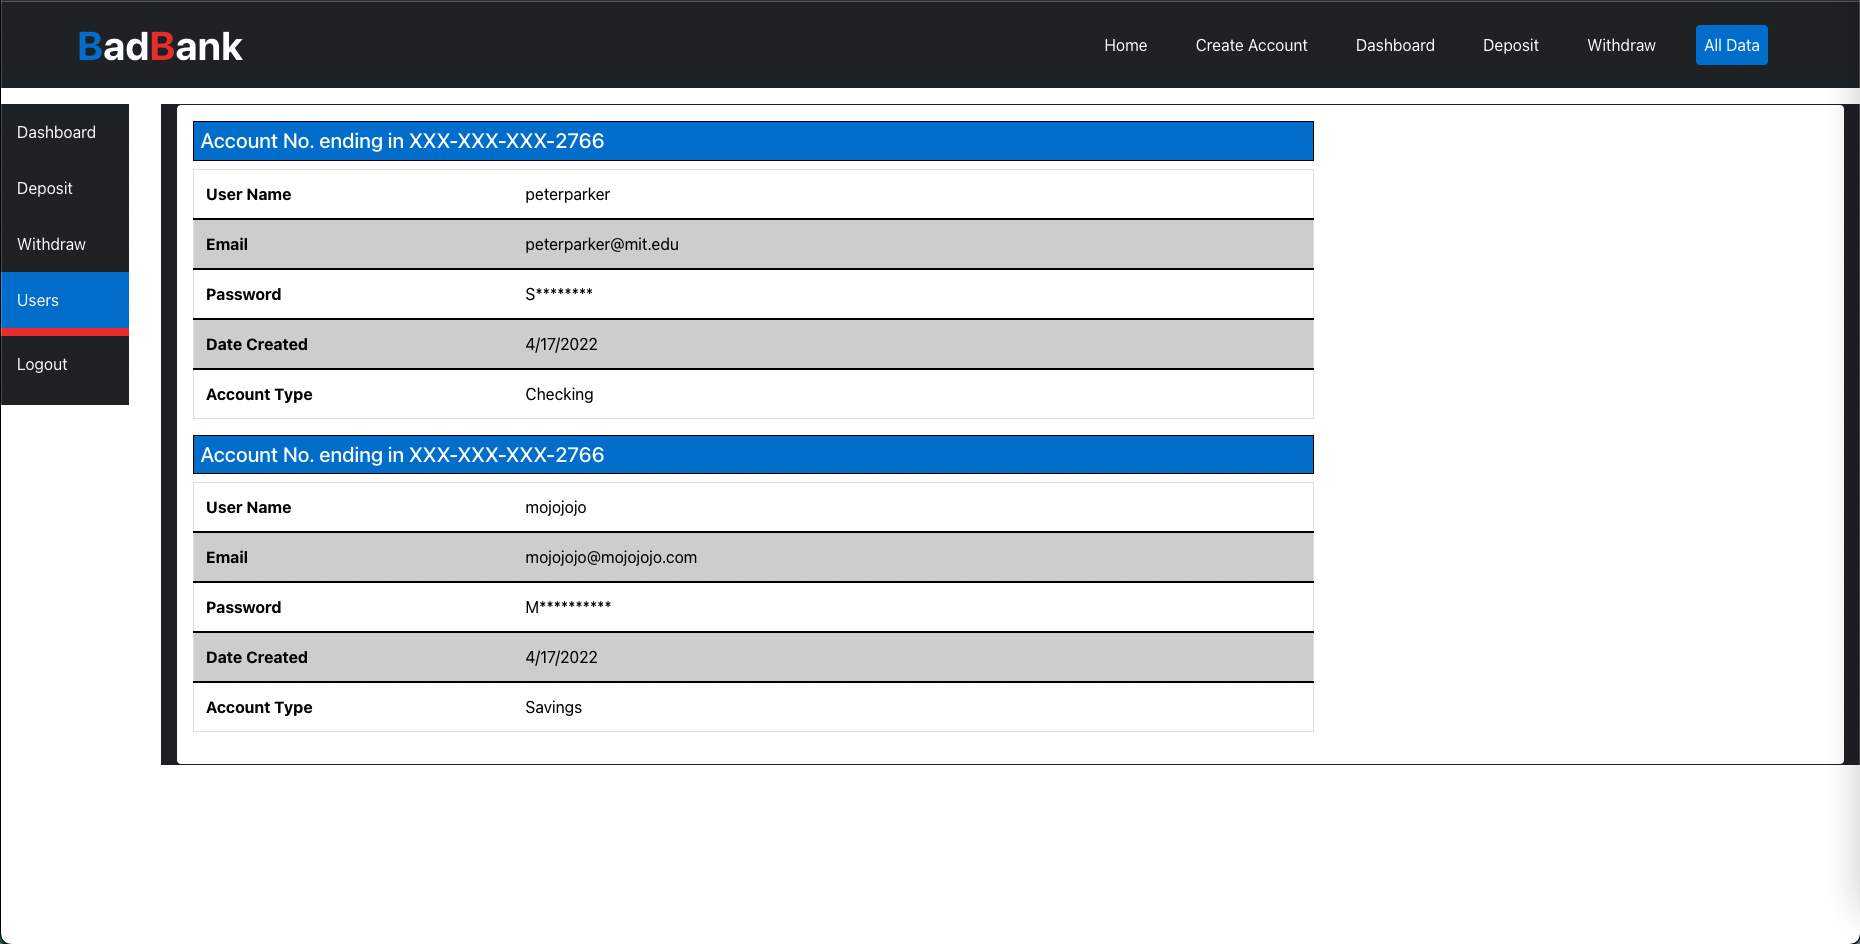 BadBank
Home Create Account Dashboard Deposit Withdraw All Data
Dashboard
Deposit
Withdraw
Users
Logout
Account No. ending in XXX-XXX-XXX-2766
User Name peterparker
Email peterparker@mit.edu
Password S********
Date Created 4/17/2022
Account Type Checking
Account No. ending in XXX-XXX-XXX-2766
User Name mojojojo
Email mojojojo@mojojojo.com
Password M**********
Date Created 4/17/2022
Account Type Savings